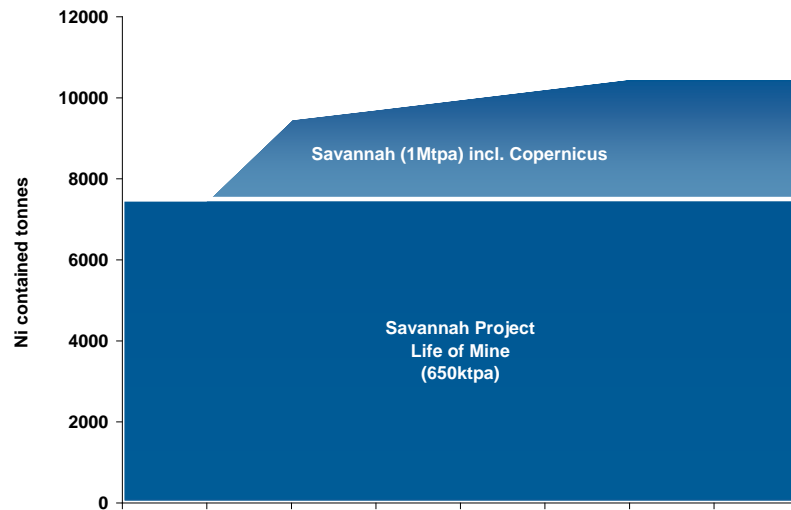 12000
10000
8000
6000
4000
2000
0
Ni contained tonnes
Savannah (1Mtpa) incl. Copernicus
Savannah Project
Life of Mine
(650ktpa)